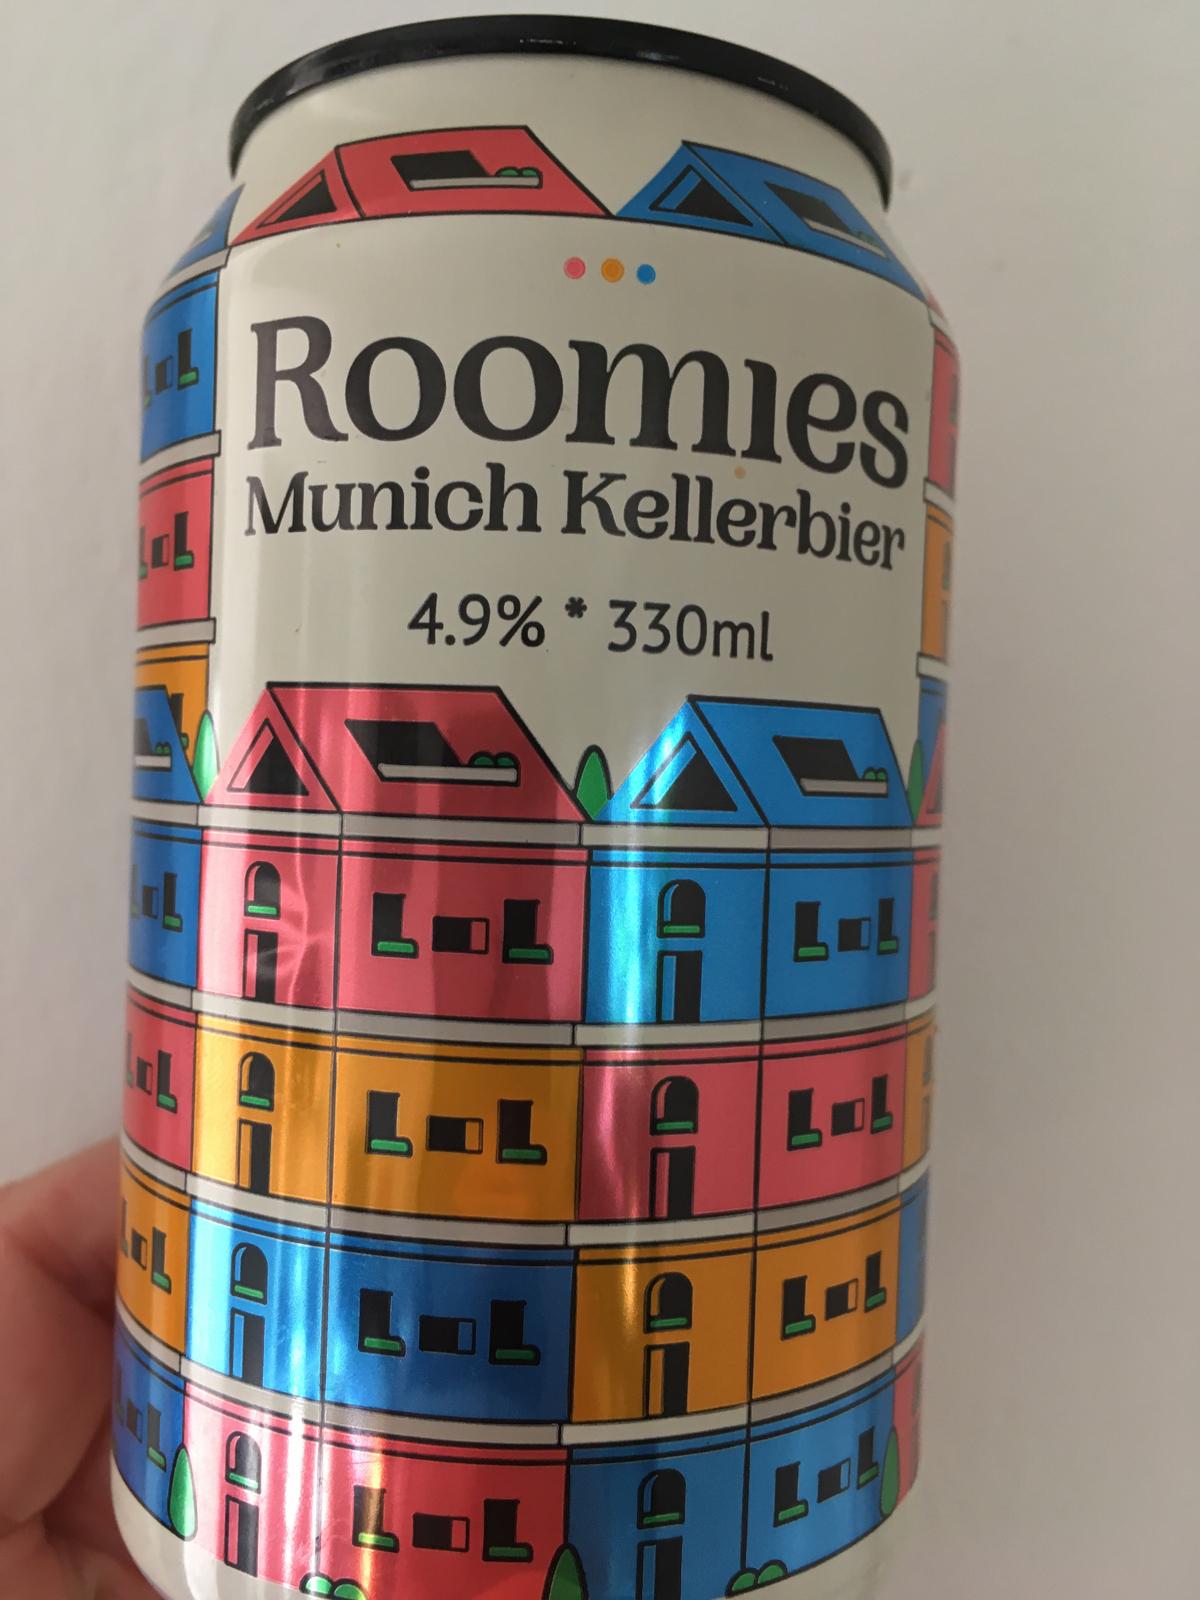 Roomies
Munich Kellerbier
4.9% * 330ml